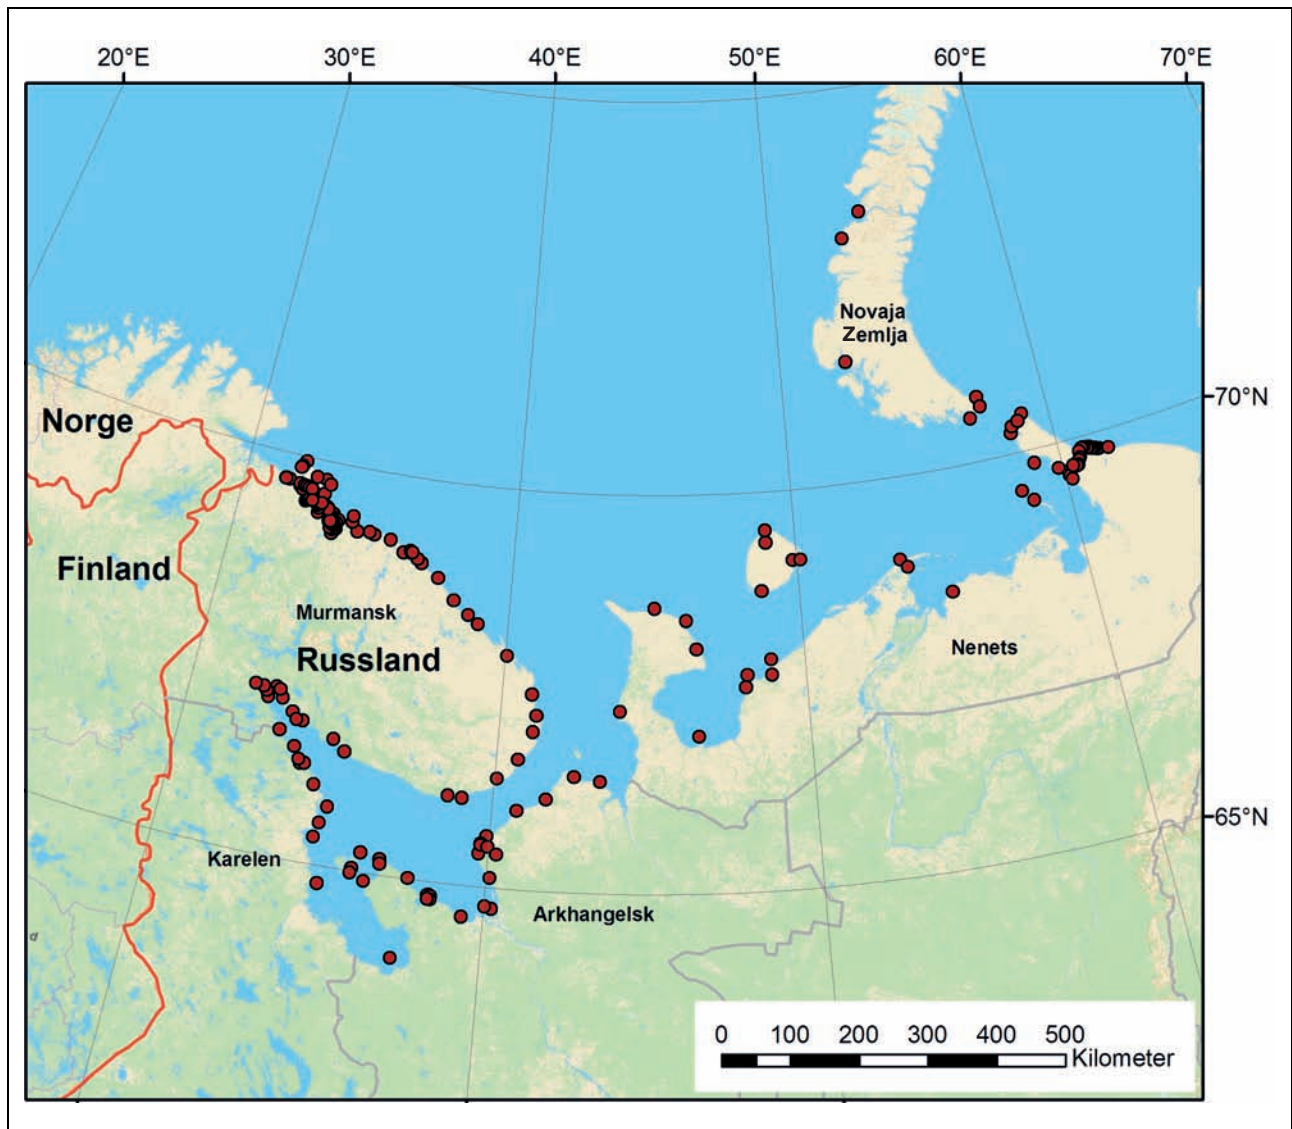 20°E 30°E 40°E 50°E 60°E 70°E
Novaja
Zemlja
70°N
Norge
Finland
Murmansk
Russland
Nenets
65°N
Karelen
Arkhangelsk
0 100 200 300 400 500
Kilometer